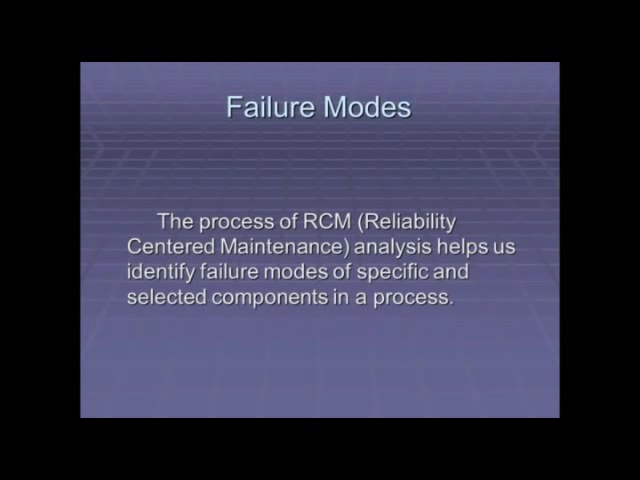 Failure Modes
The process of RCM (Reliability
Centered Maintenance) analysis helps us
identify failure modes of specific and
selected components in a process.